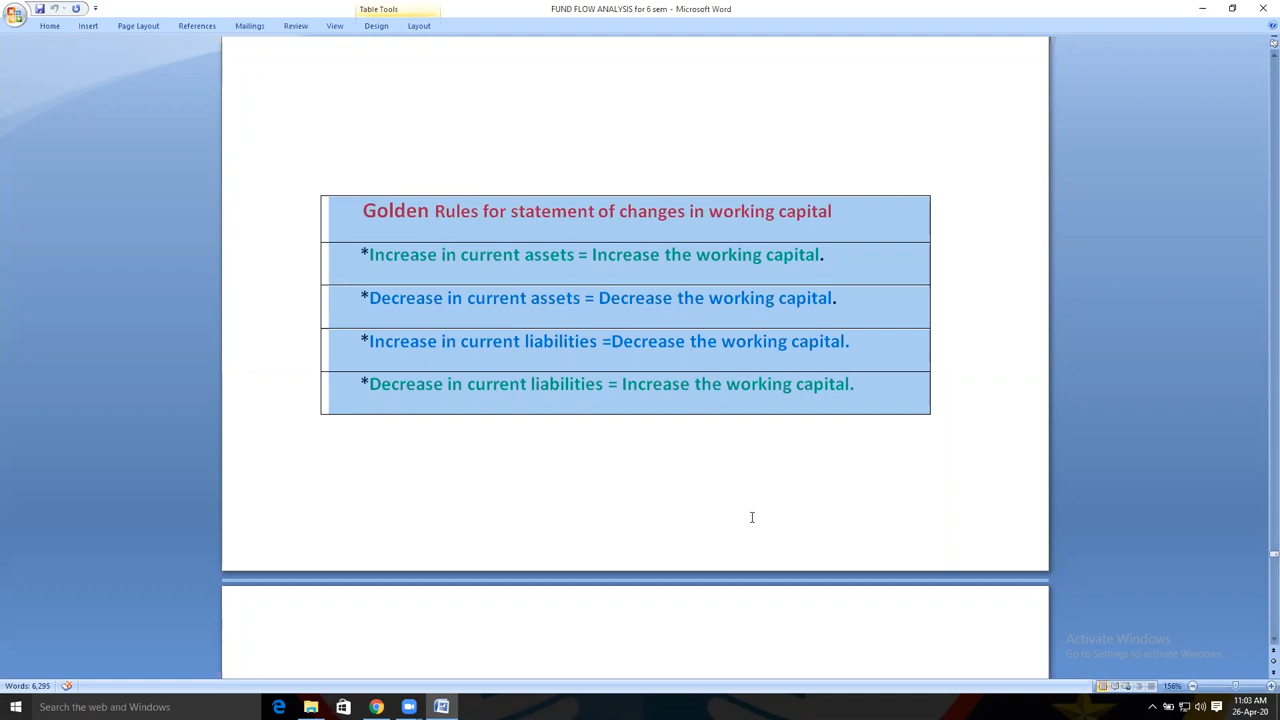 Table Tools
FUND FLOW ANALYSIS for 6 sem - Microsoft Word
Home Insert Page Layout References Mailings Review View Design Layout
Golden Rules for statement of changes in working capital
*Increase in current assets = Increase the working capital.
*Decrease in current assets = Decrease the working capital.
*Increase in current liabilities =Decrease the working capital.
*Decrease in current liabilities = Increase the working capital.
Activate Windows
Go to Settings to activate Windows.
Words: 6,295
156%
Search the web and Windows
11:03 AM
26-Apr-20